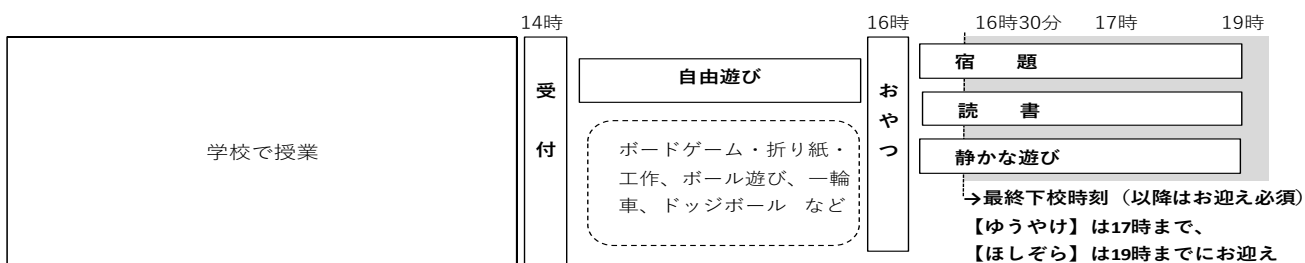 14時 16時 16時30分 17時 19時
学校で授業
受付
自由遊び
ボードゲーム・折り紙・
工作、ボール遊び、一輪
車、ドッジボール など
おやつ
宿 題
読 書
静かな遊び
→最終下校時刻（以降はお迎え必須）
【ゆうやけ】は17時まで、
【ほしぞら】は19時までにお迎え